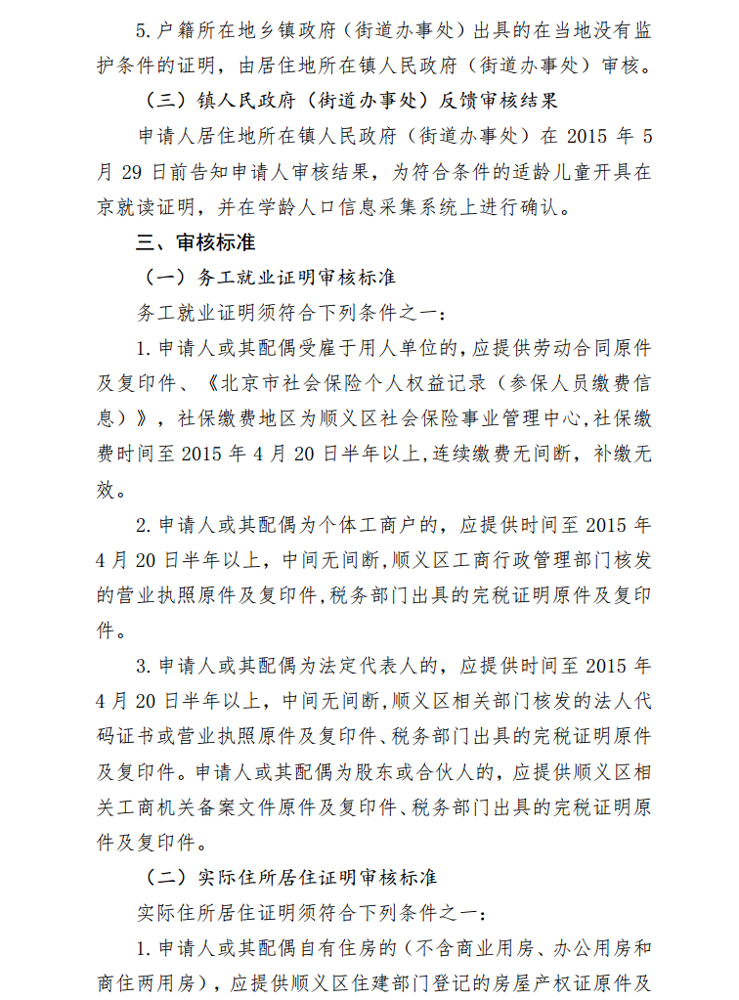 5.户籍所在地乡镇政府（街道办事处）出具的在当地没有监
护条件的证明，由居住地所在镇人民政府（街道办事处）审核。
（三）镇人民政府（街道办事处）反馈审核结果
申请人居住地所在镇人民政府（街道办事处）在 2015 年 5
月 29 日前告知申请人审核结果，为符合条件的适龄儿童开具在
京就读证明，并在学龄人口信息采集系统上进行确认。
三、审核标准
（一）务工就业证明审核标准
务工就业证明须符合下列条件之一：
1.申请人或其配偶受雇于用人单位的，应提供劳动合同原件
及复印件、《北京市社会保险个人权益记录（参保人员缴费信
息）》，社保缴费地区为顺义区社会保险事业管理中心,社保缴
费时间至 2015 年 4 月 20 日半年以上,连续缴费无间断，补缴无
效。
2.申请人或其配偶为个体工商户的，应提供时间至 2015 年
4 月 20 日半年以上，中间无间断,顺义区工商行政管理部门核发
的营业执照原件及复印件,税务部门出具的完税证明原件及复印
件。
3.申请人或其配偶为法定代表人的，应提供时间至 2015 年
4 月 20 日半年以上，中间无间断,顺义区相关部门核发的法人代
码证书或营业执照原件及复印件、税务部门出具的完税证明原件
及复印件。申请人或其配偶为股东或合伙人的，应提供顺义区相
关工商机关备案文件原件及复印件、税务部门出具的完税证明原
件及复印件。
（二）实际住所居住证明审核标准
实际住所居住证明须符合下列条件之一：
1.申请人或其配偶自有住房的（不含商业用房、办公用房和
商住两用房），应提供顺义区住建部门登记的房屋产权证原件及